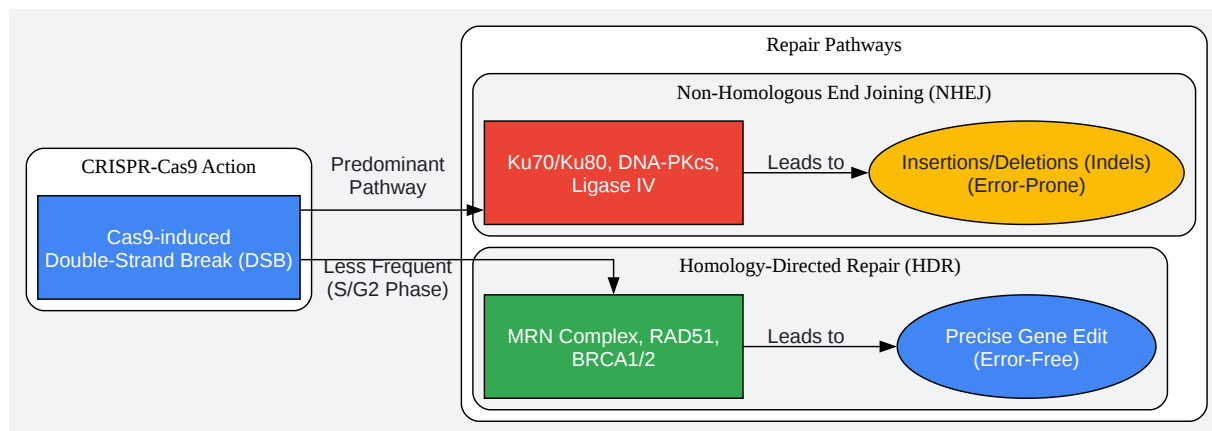 Repair Pathways
Non-Homologous End Joining (NHEJ)
CRISPR-Cas9 Action
Predominant
Pathway
Ku70/Ku80, DNA-PKcs,
Ligase IV
Leads to
Insertions/Deletions (Indels)
(Error-Prone)
Cas9-induced
Double-Strand Break (DSB)
Less Frequent
(S/G2 Phase)
Homology-Directed Repair (HDR)
MRN Complex, RAD51,
BRCA1/2
Leads to
Precise Gene Edit
(Error-Free)